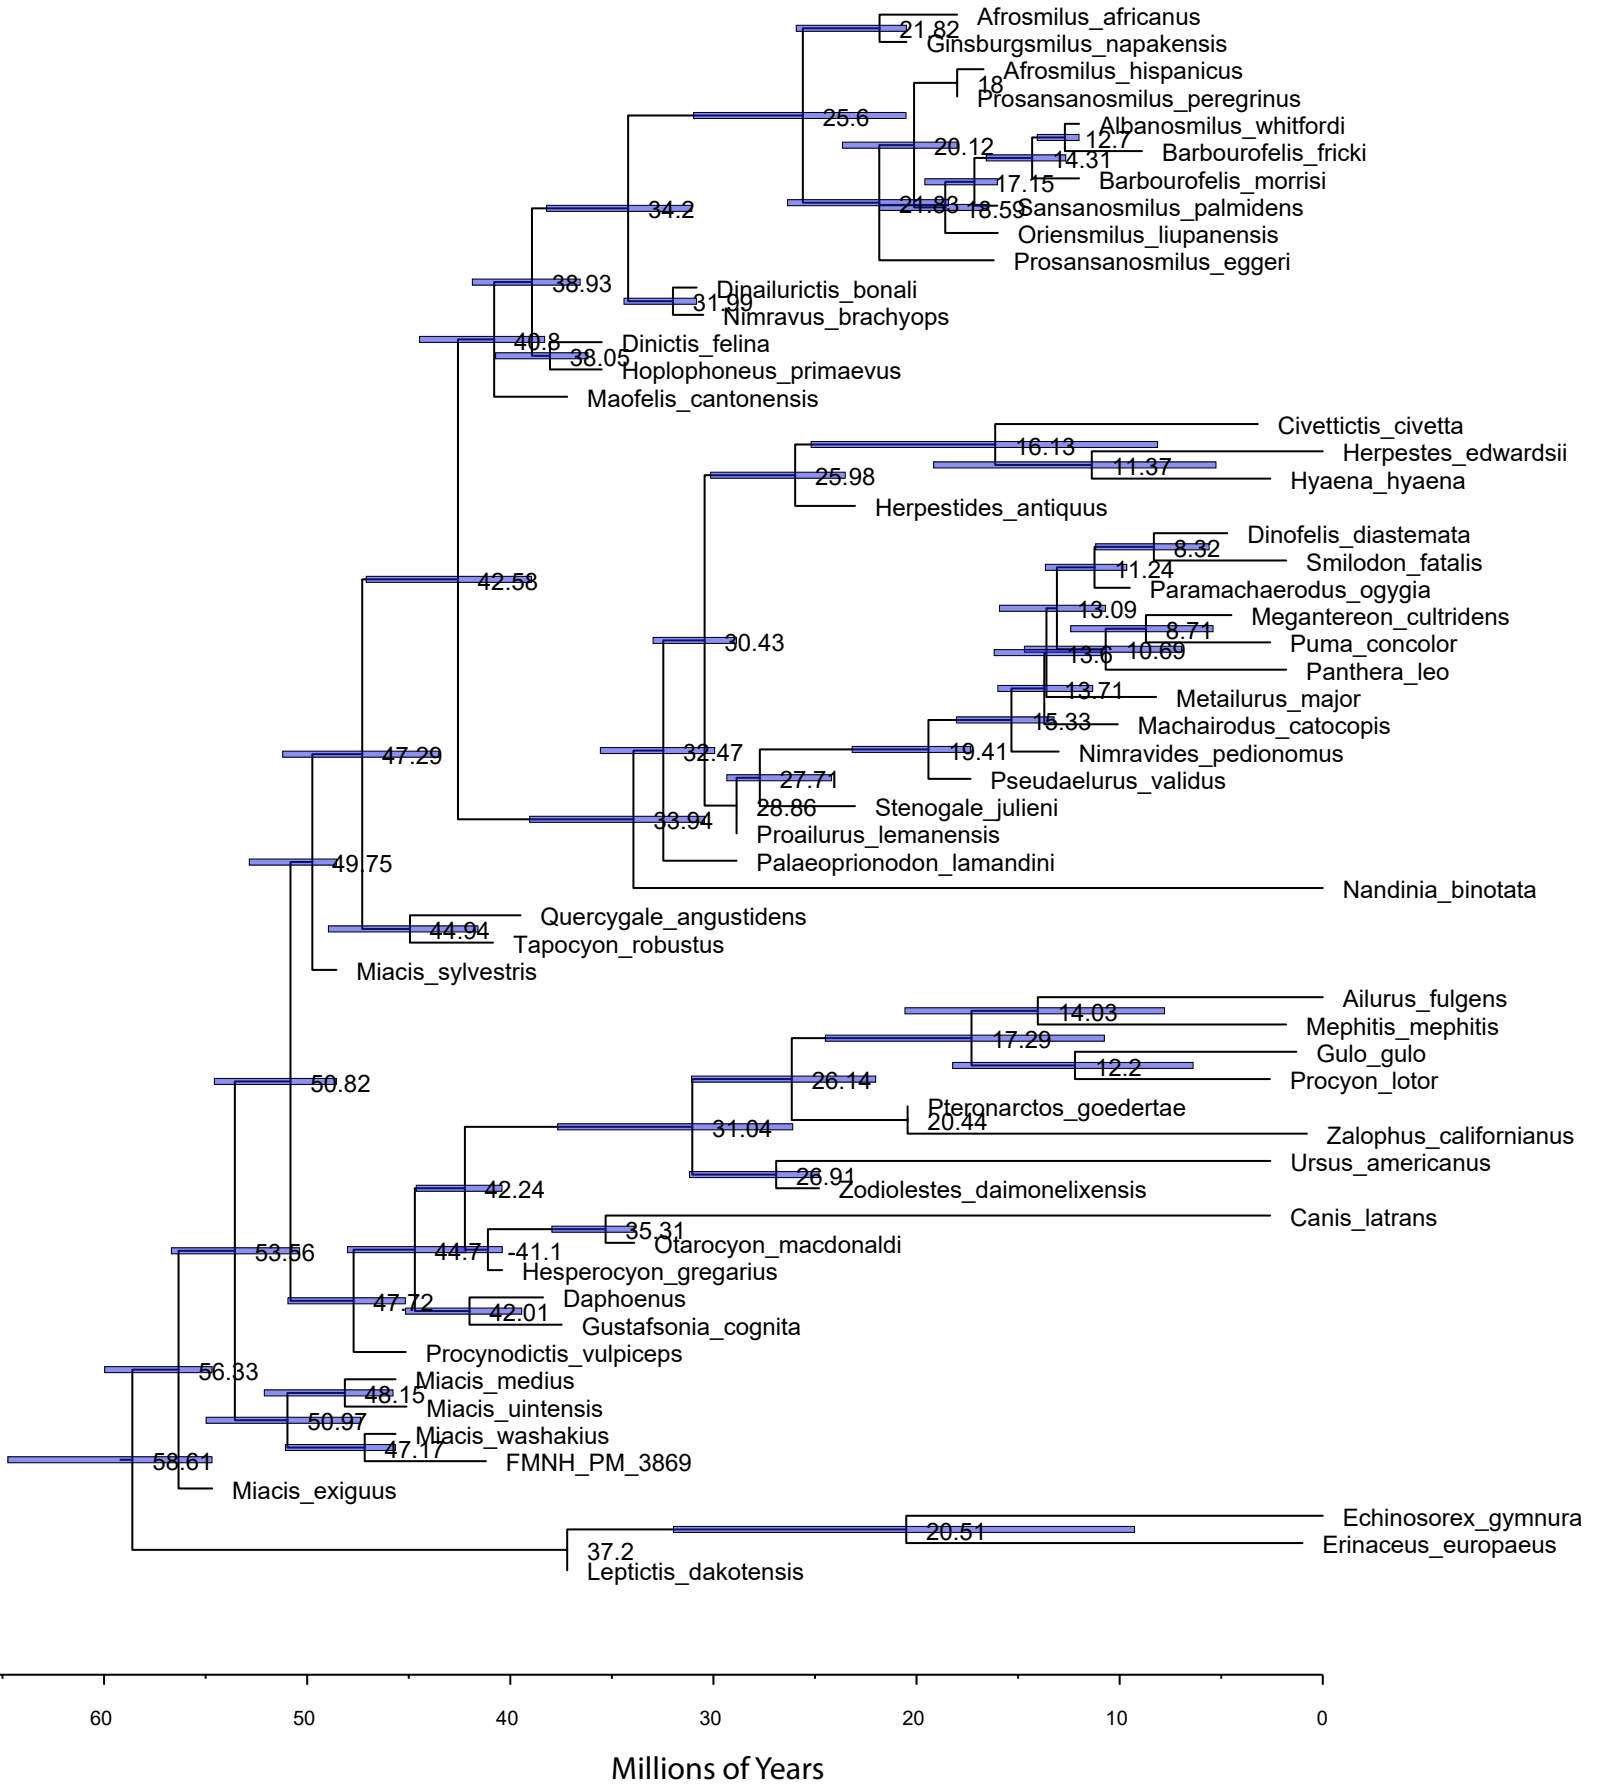 Afrosmilus_africanus
21.82
Ginsburgsmilus_napakensis
Afrosmilus_hispanicus
18
Prosansanosmilus_peregrinus
25.6
Albanosmilus_whitfordi
12.7
20.12
Barbourofelis_fricki
14.31
Barbourofelis_morrisi
17.15
21.83
18.59
Sansanosmilus_palmidens
34.2
Oriensmilus_liupanensis
Prosansanosmilus_eggeri
38.93
Dinailurictis_bonali
31.99
Nimravus_brachyops
40.8
Dinictis_felina
38.05
Hoplophoneus_primaevus
Maofelis_cantonensis
Civettictis_civetta
16.13
Herpestes_edwardsii
11.37
25.98
Hyaena_hyaena
Herpestides_antiquus
Dinofelis_diastemata
8.32
Smilodon_fatalis
11.24
42.58
Paramachaerodus_ogygia
13.09
Megantereon_cultridens
8.71
30.43
Puma_concolor
13.6
10.69
Panthera_leo
13.71
Metailurus_major
15.33
Machairodus_catocopis
47.29
32.47
19.41
Nimravides_pedionomus
27.71
Pseudaelurus_validus
28.86
Stenogale_julieni
33.94
Proailurus_lemanensis
49.75
Palaeoprionodon_lamandini
Nandinia_binotata
Quercygale_angustidens
44.94
Tapocyon_robustus
Miacis_sylvestris
Ailurus_fulgens
14.03
Mephitis_mephitis
17.29
Gulo_gulo
12.2
50.82
26.14
Procyon_lotor
Pteronarctos_goedertae
20.44
31.04
Zalophus_californianus
Ursus_americanus
26.91
42.24
Zodiolestes_daimonelixensis
Canis_latrans
35.31
Otarocyon_macdonaldi
53.56
44.7
-41.1
Hesperocyon_gregarius
Daphoenus
47.72
42.01
Gustafsonia_cognita
Procynodictis_vulpiceps
56.33
Miacis_medius
48.15
Miacis_uintensis
50.97
Miacis_washakius
47.17
58.61
FMNH_PM_3869
Miacis_exiguus
Echinosorex_gymnura
20.51
Erinaceus_europaeus
37.2
Leptictis_dakotensis
60 50 40 30 20 10 0
Millions of Years